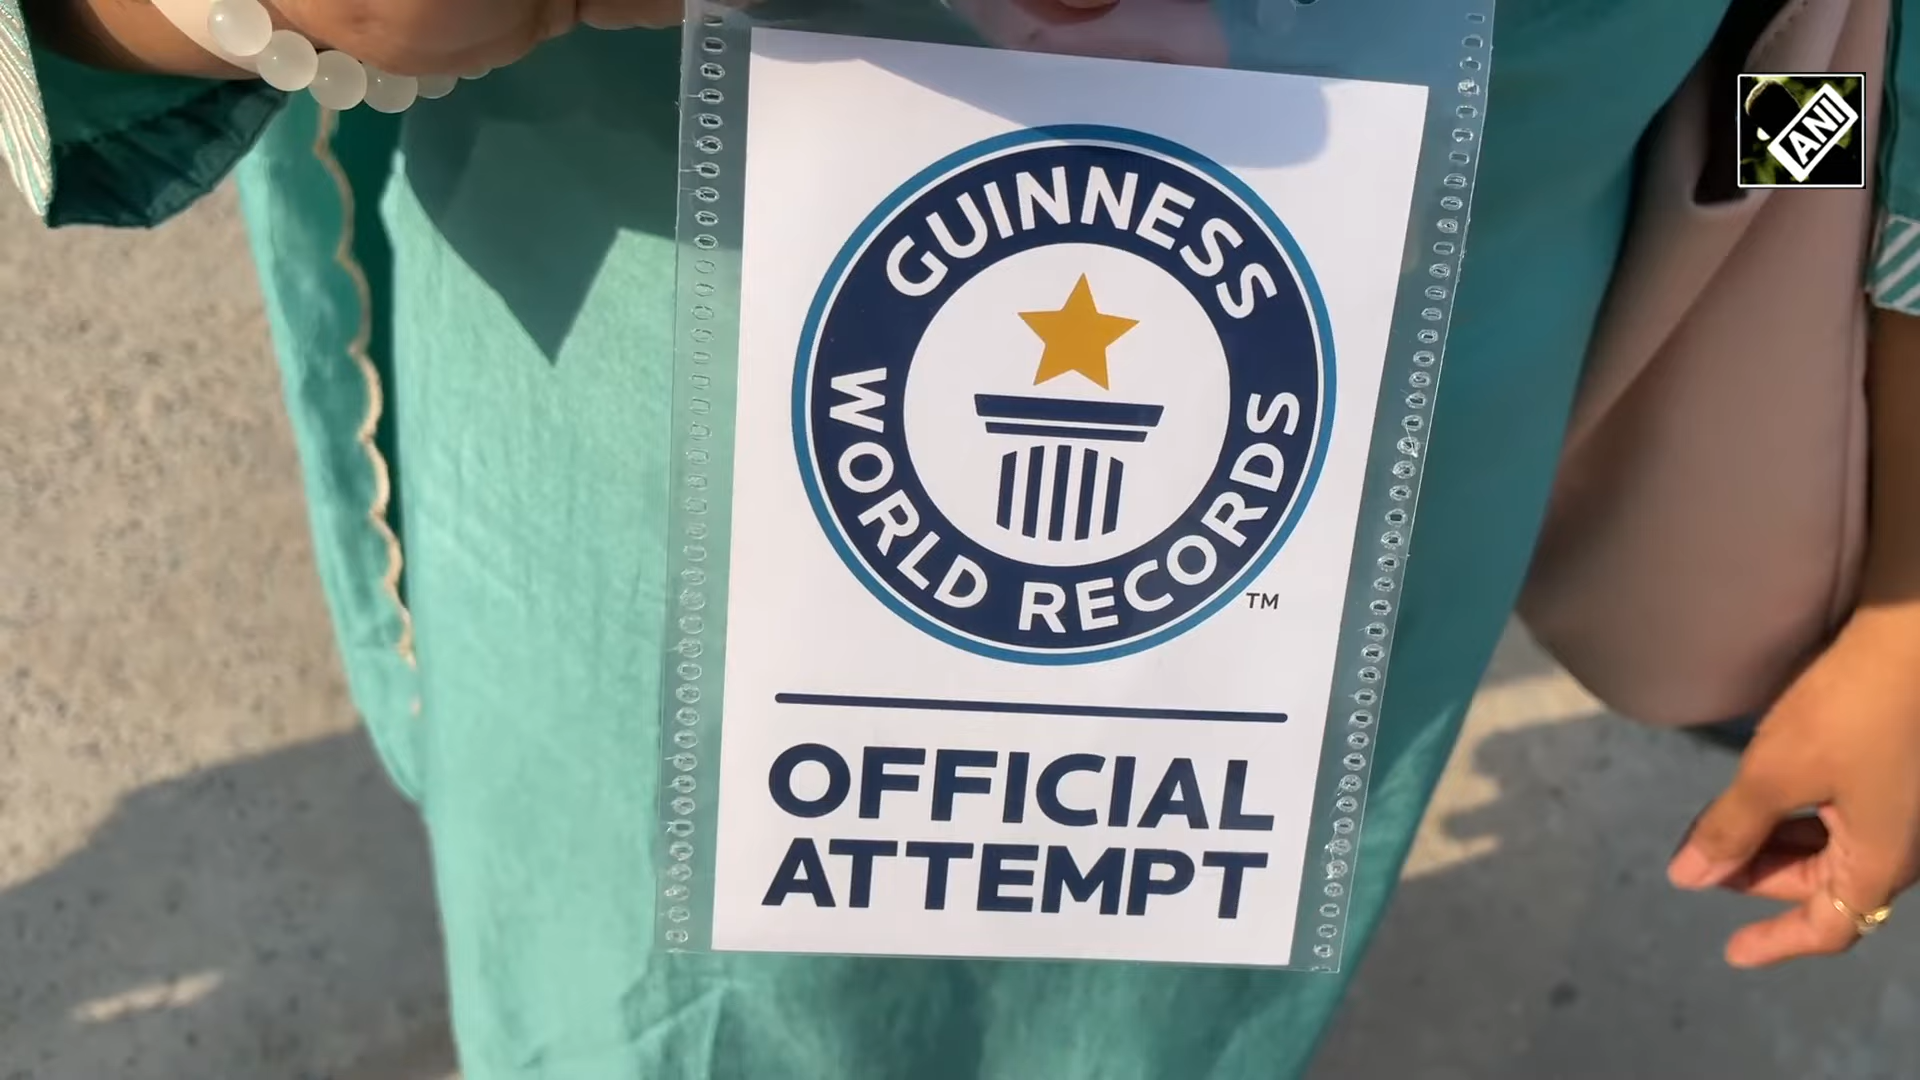 ANI
GUINNESS
WORLD RECORDS
TM
OFFICIAL
ATTEMPT